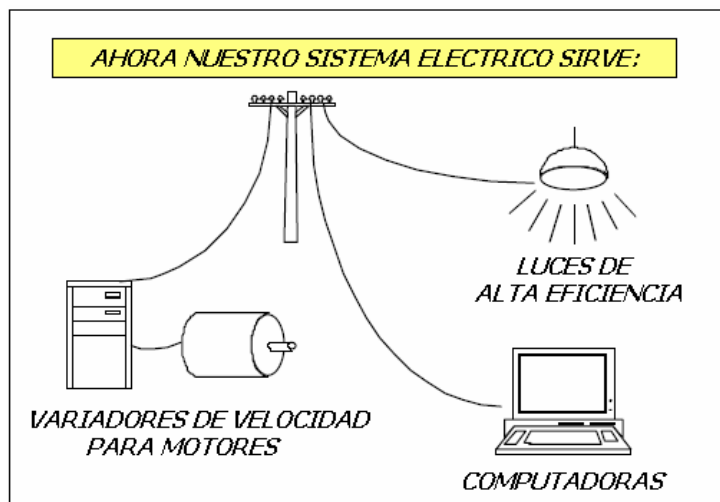 AHORA NUESTRO SISTEMA ELECTRICO SIRVE:
LUCES DE
ALTA EFICIENCIA
VARIADORES DE VELOCIDAD
PARA MOTORES
COMPUTADORAS